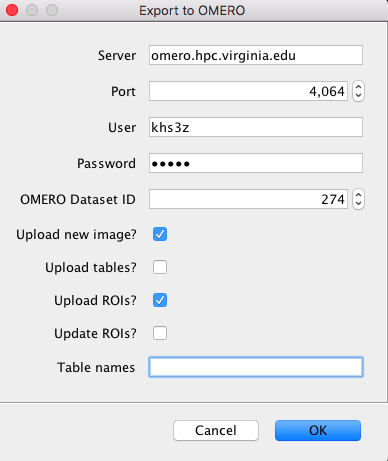 Export to OMERO
Server omero.hpc.virginia.edu
Port 4,064
User khs3z
Password •••••
OMERO Dataset ID 274
Upload new image?
Upload tables?
Upload ROIs?
Update ROIs?
Table names
Cancel OK